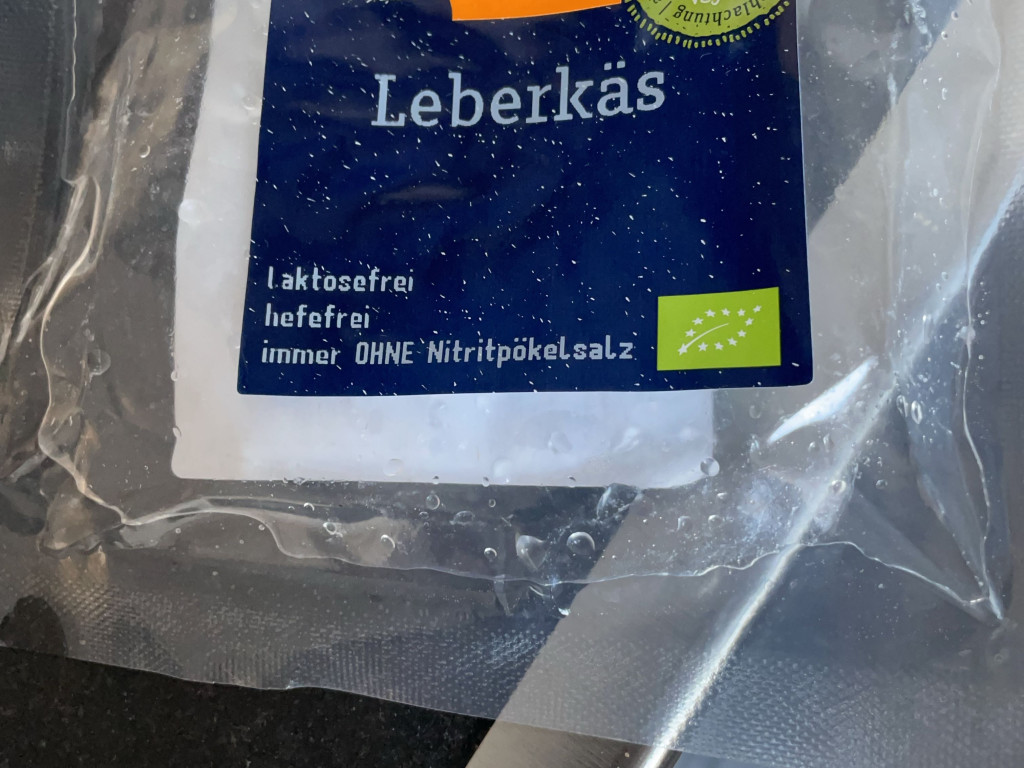 Leberkäs
laktosefrei
hefefrei
immer OHNE Nitritpökelsalz